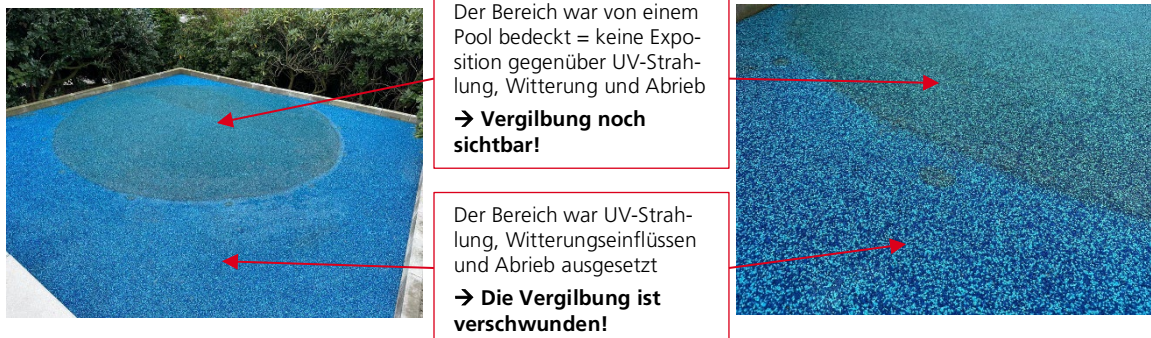 Der Bereich war von einem
Pool bedeckt = keine Expo-
sition gegenüber UV-Strah-
lung, Witterung und Abrieb
→ Vergilbung noch
sichtbar!
Der Bereich war UV-Strah-
lung, Witterungseinflüssen
und Abrieb ausgesetzt
→ Die Vergilbung ist
verschwunden!